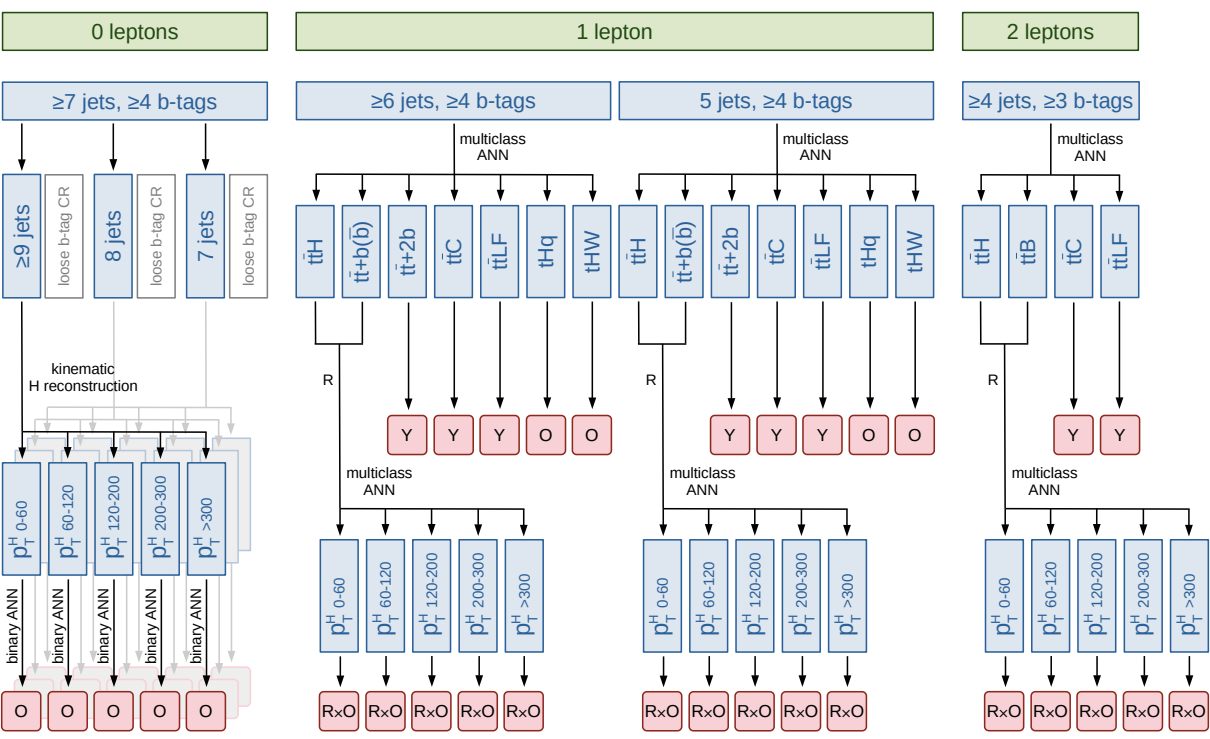 0 leptons
1 lepton
2 leptons
≥7 jets, ≥4 b-tags
≥6 jets, ≥4 b-tags
5 jets, ≥4 b-tags
≥4 jets, ≥3 b-tags
multiclass
ANN
multiclass
ANN
multiclass
ANN
≥9 jets
loose b-tag CR
8 jets
loose b-tag CR
7 jets
loose b-tag CR
tt̄H
tt̄+b(b̄)
tt̄+2b
tt̄C
tt̄LF
tHq
tHW
tt̄H
tt̄+b(b̄)
tt̄+2b
tt̄C
tt̄LF
tHq
tHW
tt̄H
tt̄B
tt̄C
tt̄LF
kinematic
H reconstruction
R
R
R
Y Y Y O O
Y Y Y O O
Y Y
multiclass
ANN
multiclass
ANN
multiclass
ANN
p_T^H 0-60
p_T^H 60-120
p_T^H 120-200
p_T^H 200-300
p_T^H >300
p_T^H 0-60
p_T^H 60-120
p_T^H 120-200
p_T^H 200-300
p_T^H >300
p_T^H 0-60
p_T^H 60-120
p_T^H 120-200
p_T^H 200-300
p_T^H >300
p_T^H 0-60
p_T^H 60-120
p_T^H 120-200
p_T^H 200-300
p_T^H >300
binary ANN
binary ANN
binary ANN
binary ANN
binary ANN
O O O O O
R×O R×O R×O R×O R×O
R×O R×O R×O R×O R×O
R×O R×O R×O R×O R×O